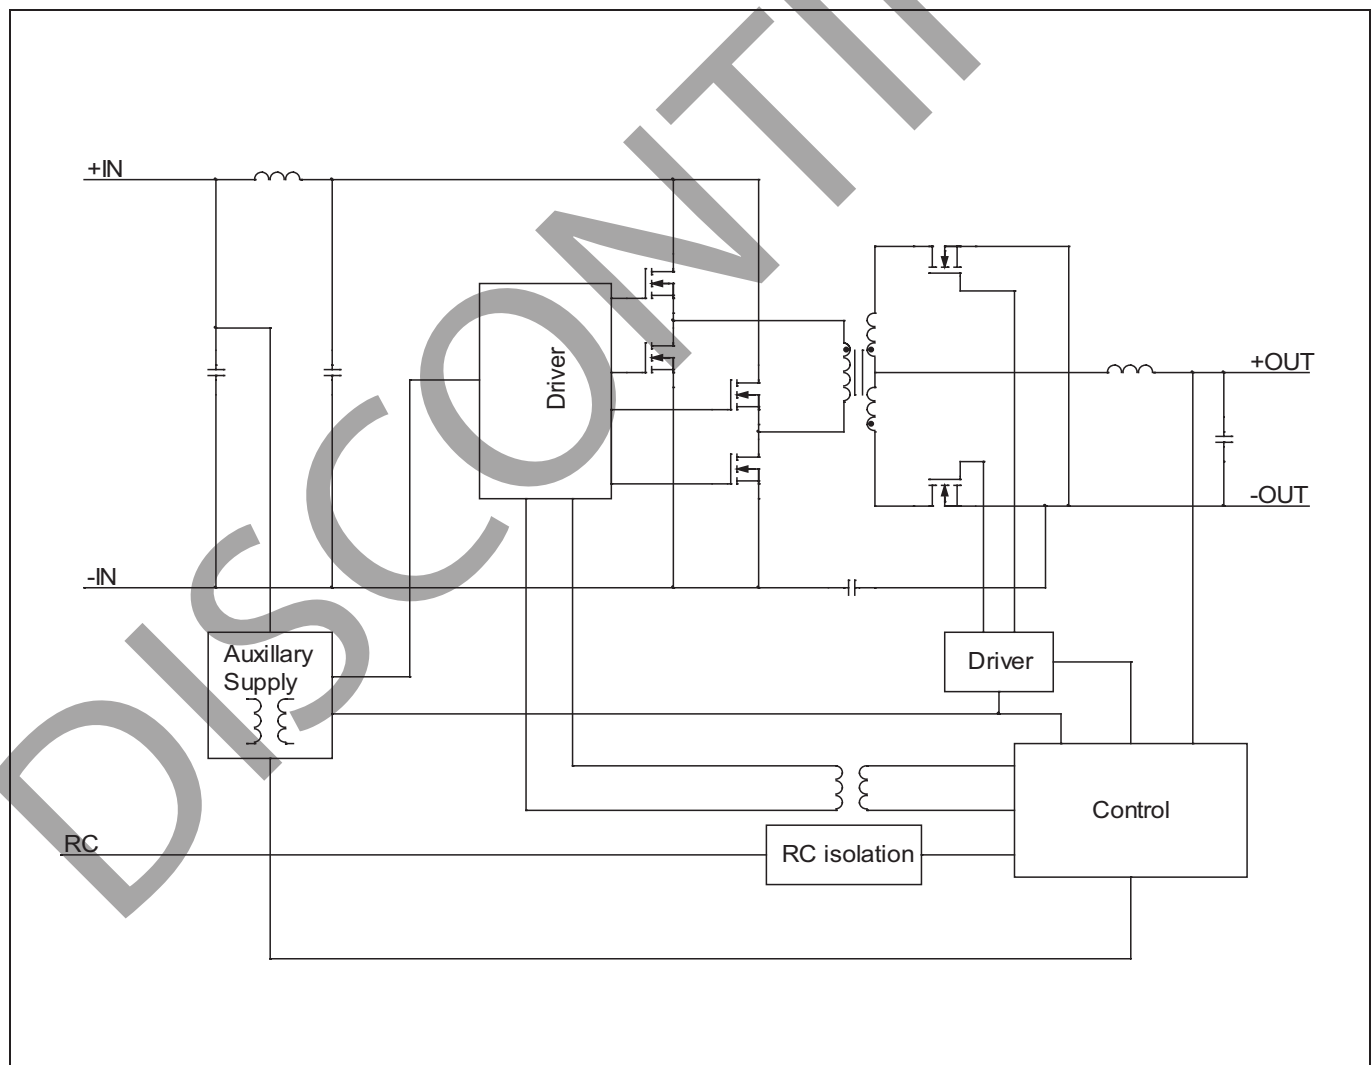 DISCONTI
+IN
Driver
+OUT
-OUT
-IN
Auxillary
Supply
Driver
Control
RC
RC isolation